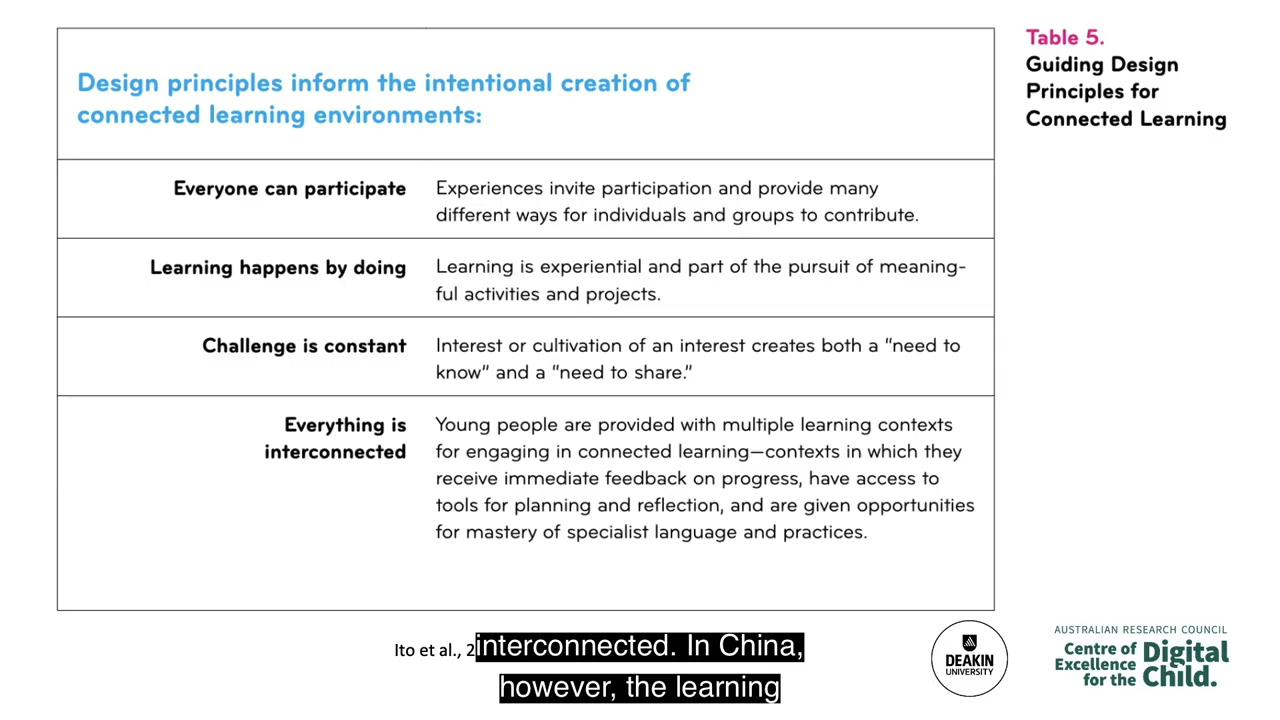 Design principles inform the intentional creation of
connected learning environments:
Everyone can participate
Experiences invite participation and provide many
different ways for individuals and groups to contribute.
Learning happens by doing
Learning is experiential and part of the pursuit of meaning-
ful activities and projects.
Challenge is constant
Interest or cultivation of an interest creates both a “need to
know” and a “need to share.”
Everything is
interconnected
Young people are provided with multiple learning contexts
for engaging in connected learning—contexts in which they
receive immediate feedback on progress, have access to
tools for planning and reflection, and are given opportunities
for mastery of specialist language and practices.
Table 5.
Guiding Design
Principles for
Connected Learning
Ito et al., 2
interconnected. In China,
however, the learning
DEAKIN
UNIVERSITY
AUSTRALIAN RESEARCH COUNCIL
Centre of
Excellence
for the
Digital
Child.